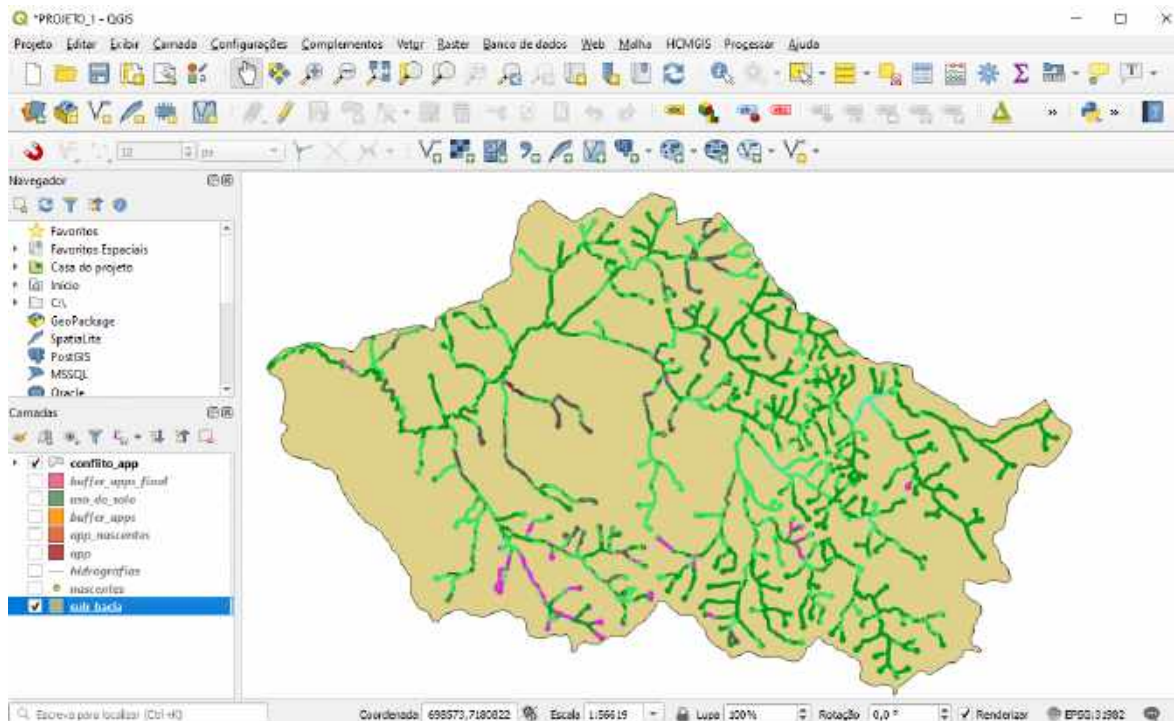 *PROJETO_1 - QGIS
Projeto Editar Exibir Camada Configurações Complementos Vetor Raster Banco de dados Web Malha HCMGIS Processar Ajuda
12 px
Navegador
Favoritos
Favoritos Espaciais
Casa do projeto
Início
C:\
GeoPackage
SpatiaLite
PostGIS
MSSQL
Oracle
Camadas
conflito_app
buffer_apps_final
uso_do_solo
buffer_apps
app_nascentes
app
hidrografias
nascentes
sub_bacia
Escreva para localizar (Ctrl+K) Coordenada 698573,7180822 Escala 1:56619 Lupa 100% Rotação 0,0 ° Renderizar EPSG:31982